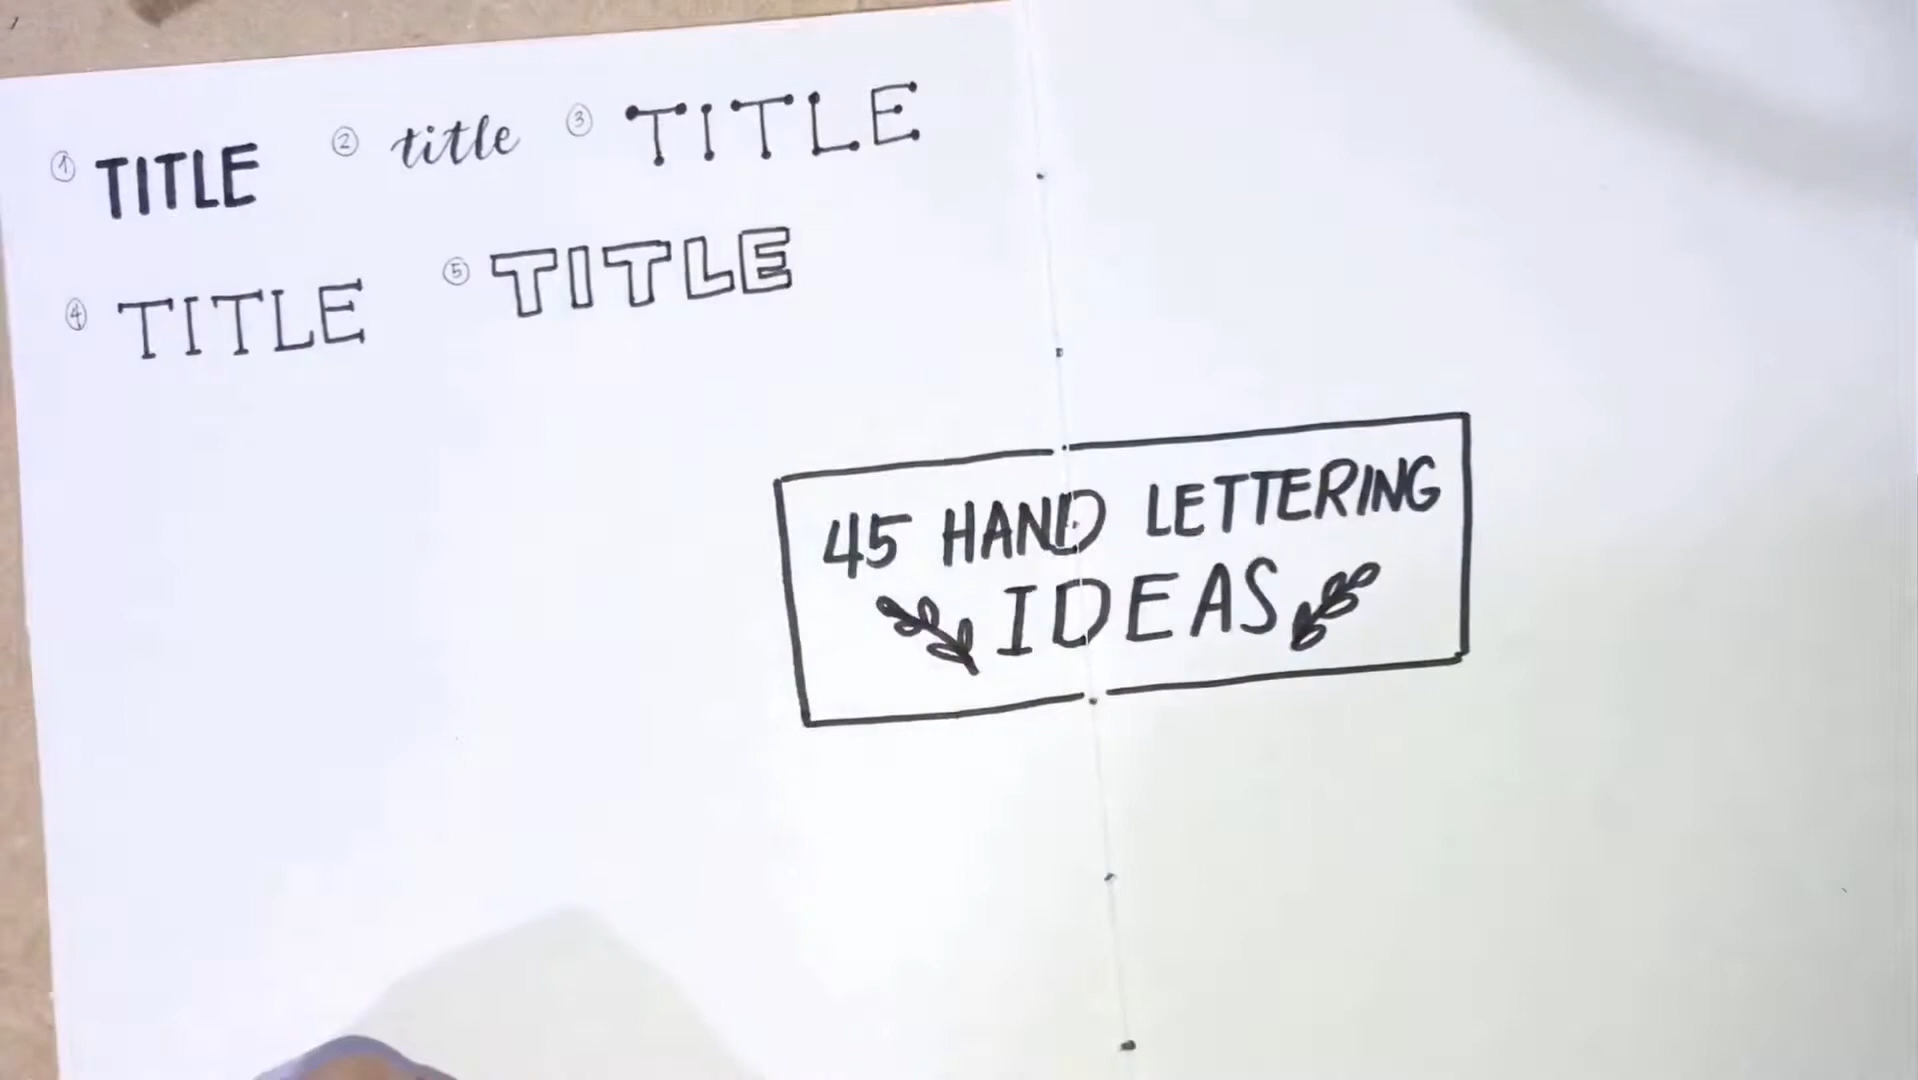 ① TITLE ② title ③ TITLE
④ TITLE ⑤ TITLE
45 HAND LETTERING
IDEAS